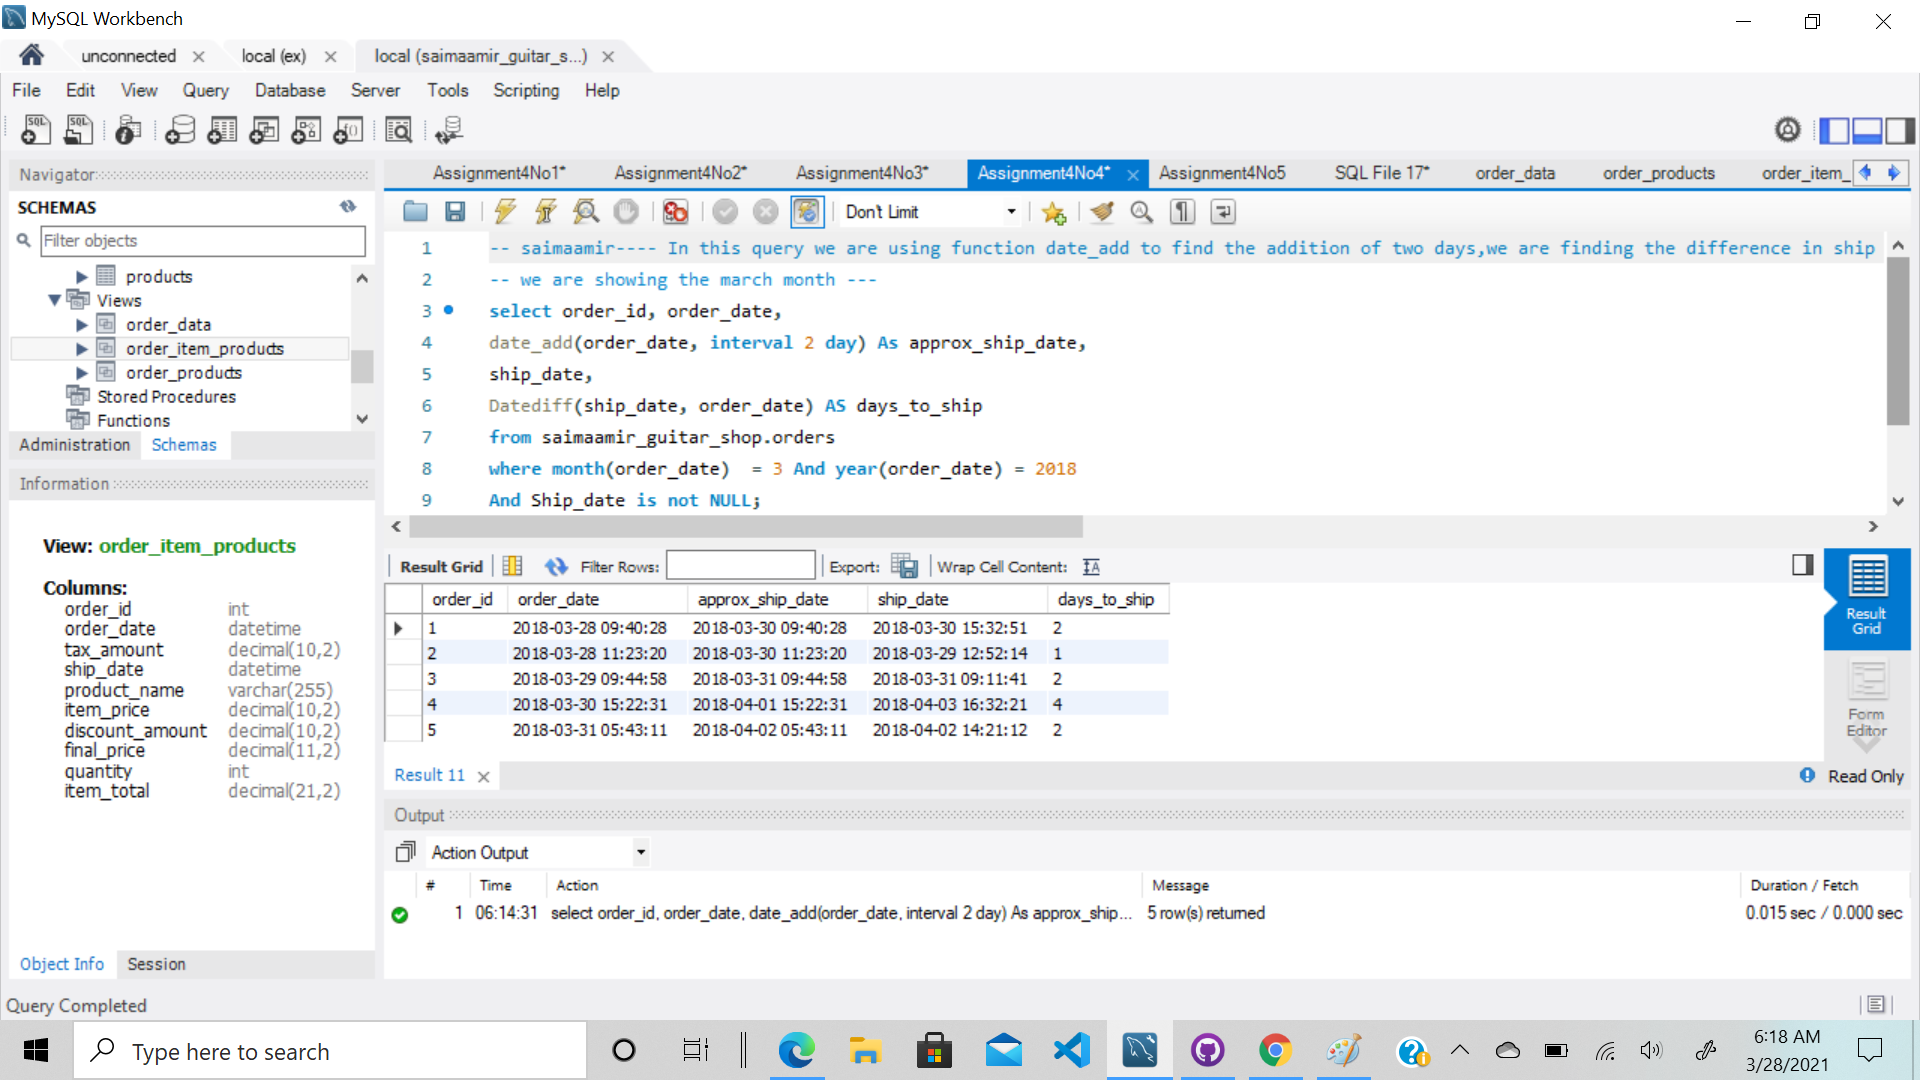 MySQL Workbench
unconnected
local (ex)
local (saimaamir_guitar_s...)
File Edit View Query Database Server Tools Scripting Help
Navigator
SCHEMAS
Filter objects
products
Views
order_data
order_item_products
order_products
Stored Procedures
Functions
Administration Schemas
Information
View: order_item_products
Columns:
order_id int
order_date datetime
tax_amount decimal(10,2)
ship_date datetime
product_name varchar(255)
item_price decimal(10,2)
discount_amount decimal(10,2)
final_price decimal(11,2)
quantity int
item_total decimal(21,2)
Object Info Session
Assignment4No1* Assignment4No2* Assignment4No3* Assignment4No4* Assignment4No5 SQL File 17* order_data order_products order_item_
Don't Limit
1 -- saimaamir---- In this query we are using function date_add to find the addition of two days,we are finding the difference in ship
2 -- we are showing the march month ---
3 select order_id, order_date,
4 date_add(order_date, interval 2 day) As approx_ship_date,
5 ship_date,
6 Datediff(ship_date, order_date) AS days_to_ship
7 from saimaamir_guitar_shop.orders
8 where month(order_date)  = 3 And year(order_date) = 2018
9 And Ship_date is not NULL;
Result Grid Filter Rows: Export: Wrap Cell Content:
order_id order_date approx_ship_date ship_date days_to_ship
1 2018-03-28 09:40:28 2018-03-30 09:40:28 2018-03-30 15:32:51 2
2 2018-03-28 11:23:20 2018-03-30 11:23:20 2018-03-29 12:52:14 1
3 2018-03-29 09:44:58 2018-03-31 09:44:58 2018-03-31 09:11:41 2
4 2018-03-30 15:22:31 2018-04-01 15:22:31 2018-04-03 16:32:21 4
5 2018-03-31 05:43:11 2018-04-02 05:43:11 2018-04-02 14:21:12 2
Result
Grid
Form
Editor
Result 11
Read Only
Output
Action Output
# Time Action Message Duration / Fetch
1 06:14:31 select order_id, order_date, date_add(order_date, interval 2 day) As approx_ship... 5 row(s) returned 0.015 sec / 0.000 sec
Query Completed
Type here to search
6:18 AM
3/28/2021